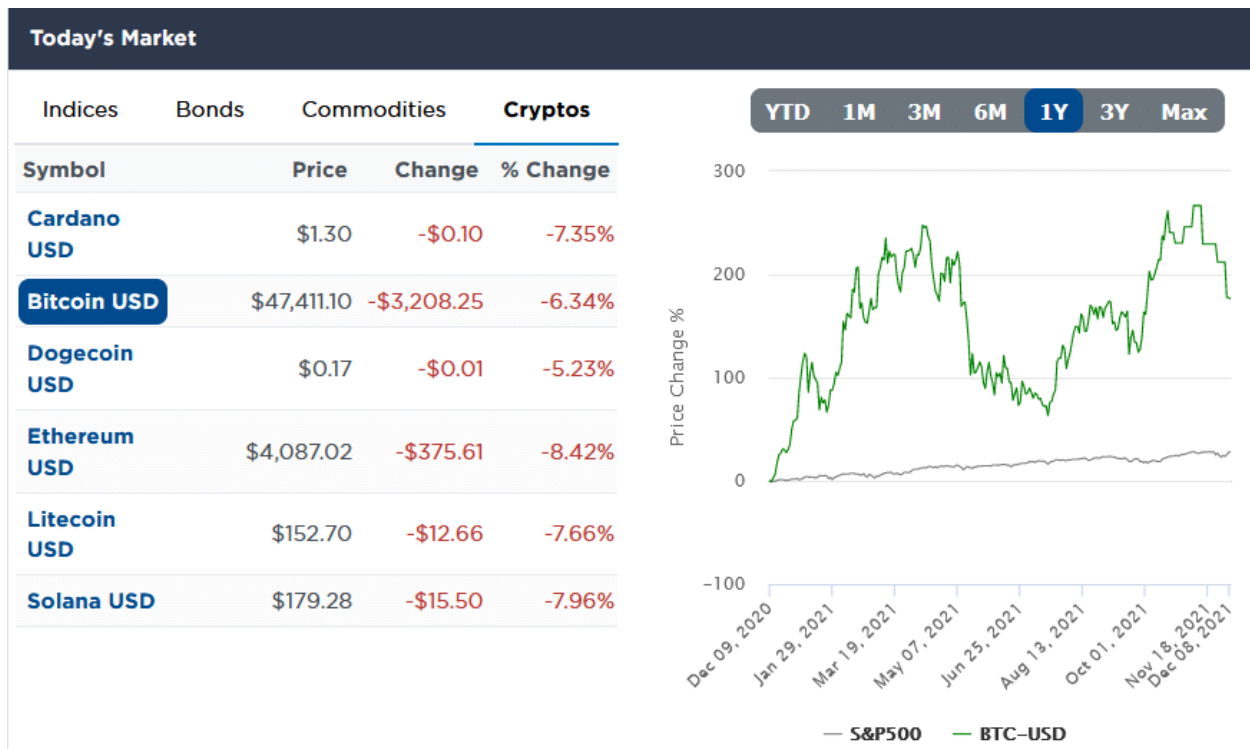 Today's Market
Indices Bonds Commodities Cryptos
Symbol Price Change % Change
Cardano
USD $1.30 -$0.10 -7.35%
Bitcoin USD $47,411.10 -$3,208.25 -6.34%
Dogecoin
USD $0.17 -$0.01 -5.23%
Ethereum
USD $4,087.02 -$375.61 -8.42%
Litecoin
USD $152.70 -$12.66 -7.66%
Solana USD $179.28 -$15.50 -7.96%
YTD 1M 3M 6M 1Y 3Y Max
Price Change %
300
200
100
0
-100
Dec 09, 2020
Jan 29, 2021
Mar 19, 2021
May 07, 2021
Jun 25, 2021
Aug 13, 2021
Oct 01, 2021
Nov 18, 2021
Dec 08, 2021
S&P500 BTC-USD